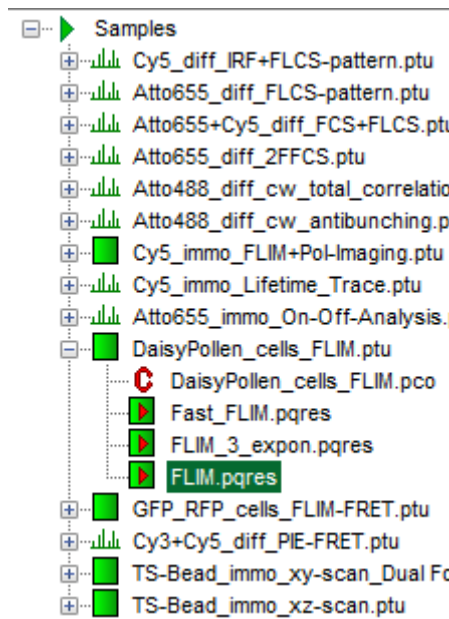 Samples
Cy5_diff_IRF+FLCS-pattern.ptu
Atto655_diff_FLCS-pattern.ptu
Atto655+Cy5_diff_FCS+FLCS.ptu
Atto655_diff_2FFCS.ptu
Atto488_diff_cw_total_correlatio
Atto488_diff_cw_antibunching.p
Cy5_immo_FLIM+Pol-Imaging.ptu
Cy5_immo_Lifetime_Trace.ptu
Atto655_immo_On-Off-Analysis.
DaisyPollen_cells_FLIM.ptu
C DaisyPollen_cells_FLIM.pco
Fast_FLIM.pqres
FLIM_3_expon.pqres
FLIM.pqres
GFP_RFP_cells_FLIM-FRET.ptu
Cy3+Cy5_diff_PIE-FRET.ptu
TS-Bead_immo_xy-scan_Dual Fo
TS-Bead_immo_xz-scan.ptu